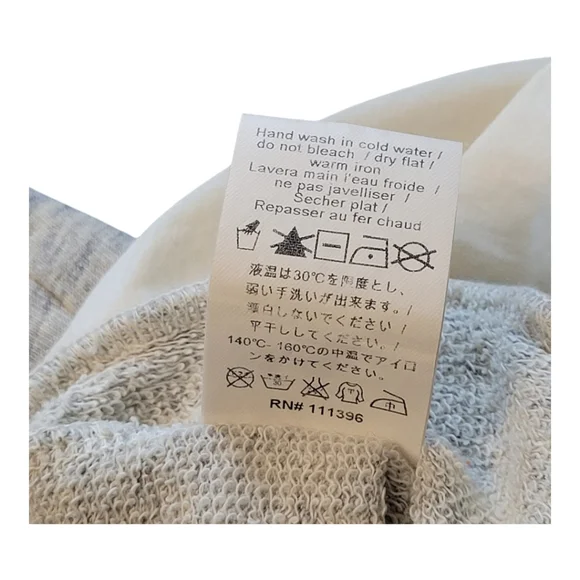 Hand wash in cold water /
do not bleach / dry flat /
warm iron
Lavera main l'eau froide /
ne pas javelliser /
Secher plat /
Repasser au fer chaud
液温は30℃を限度とし、
弱い手洗いが出来ます。/
漂白しないでください /
平干ししてください。/
140℃- 160℃の中温でアイロ
ンをかけてください。
RN# 111396